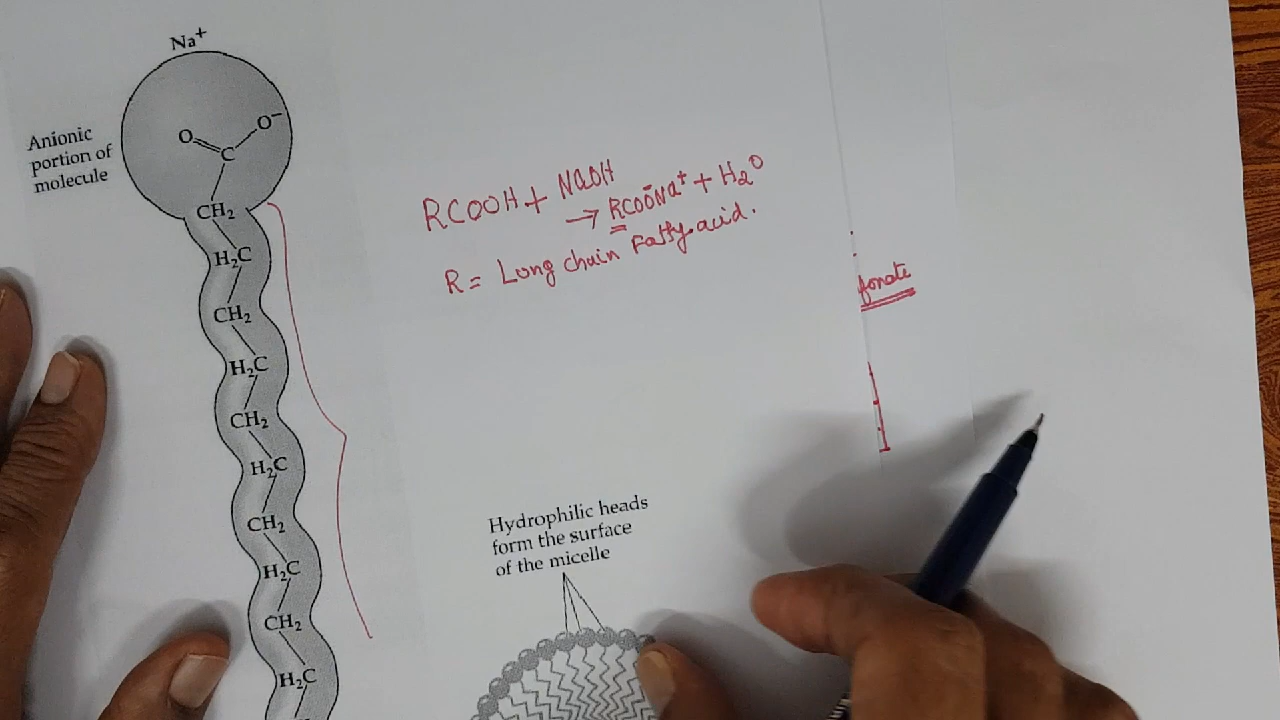 Na⁺
Anionic
portion of
molecule
O
O⁻
C
CH₂
H₂C
CH₂
H₂C
CH₂
H₂C
CH₂
H₂C
CH₂
H₂C
RCOOH + NaOH
→ RCOO⁻Na⁺ + H₂O
R = Long chain Fatty acid.
fonate
Hydrophilic heads
form the surface
of the micelle